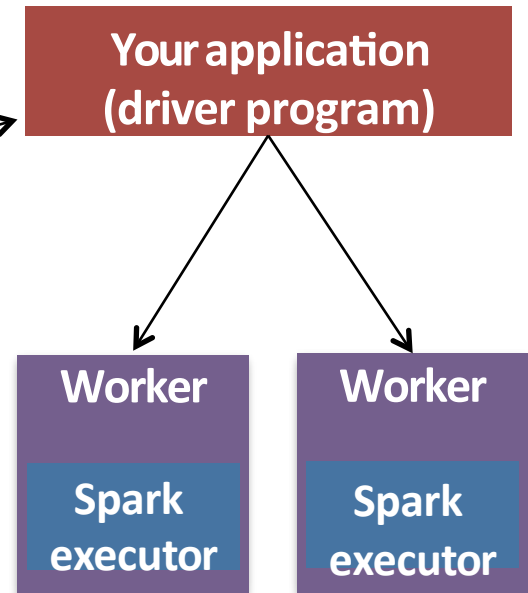 Your application
(driver program)
Worker
Spark
executor
Worker
Spark
executor